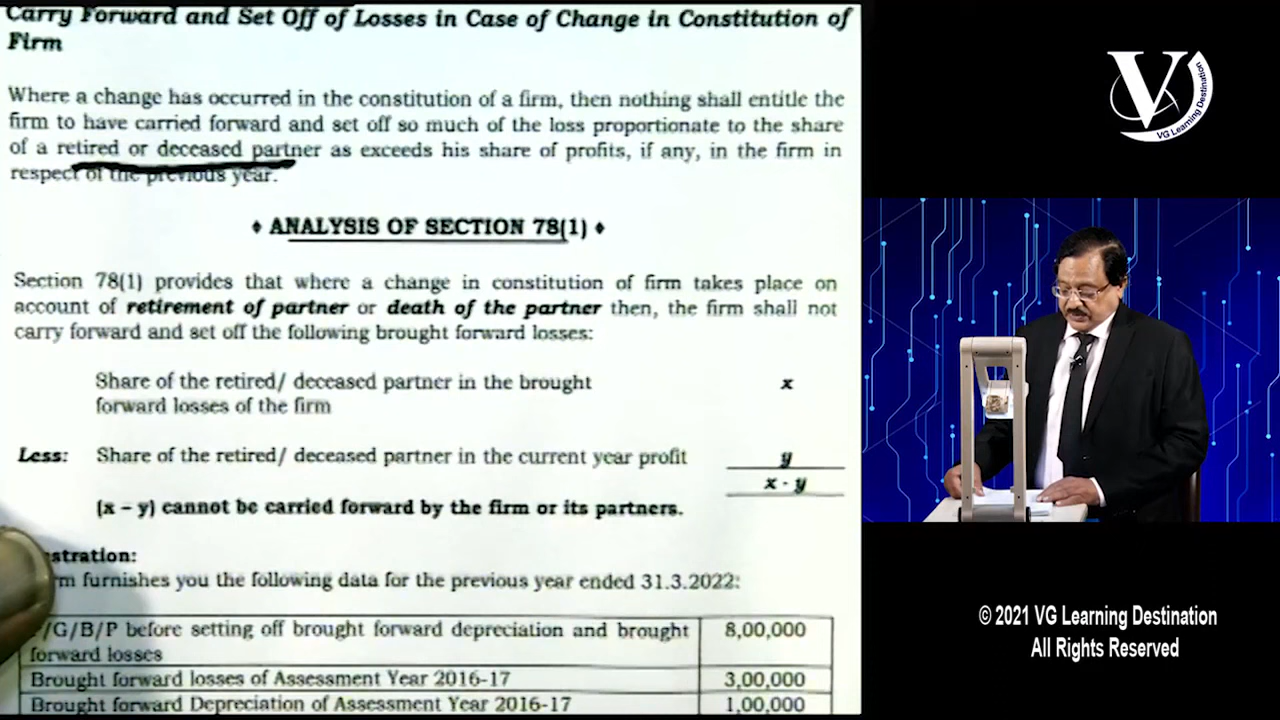 Carry Forward and Set Off of Losses in Case of Change in Constitution of
Firm
Where a change has occurred in the constitution of a firm, then nothing shall entitle the
firm to have carried forward and set off so much of the loss proportionate to the share
of a retired or deceased partner as exceeds his share of profits, if any, in the firm in
respect of the previous year.
♦ ANALYSIS OF SECTION 78(1) ♦
Section 78(1) provides that where a change in constitution of firm takes place on
account of retirement of partner or death of the partner then, the firm shall not
carry forward and set off the following brought forward losses:
Share of the retired/ deceased partner in the brought x
forward losses of the firm
Less: Share of the retired/ deceased partner in the current year profit y
x - y
(x – y) cannot be carried forward by the firm or its partners.
stration:
rm furnishes you the following data for the previous year ended 31.3.2022:
/G/B/P before setting off brought forward depreciation and brought 8,00,000
forward losses
Brought forward losses of Assessment Year 2016-17 3,00,000
Brought forward Depreciation of Assessment Year 2016-17 1,00,000
V
VG Learning Destination
© 2021 VG Learning Destination
All Rights Reserved